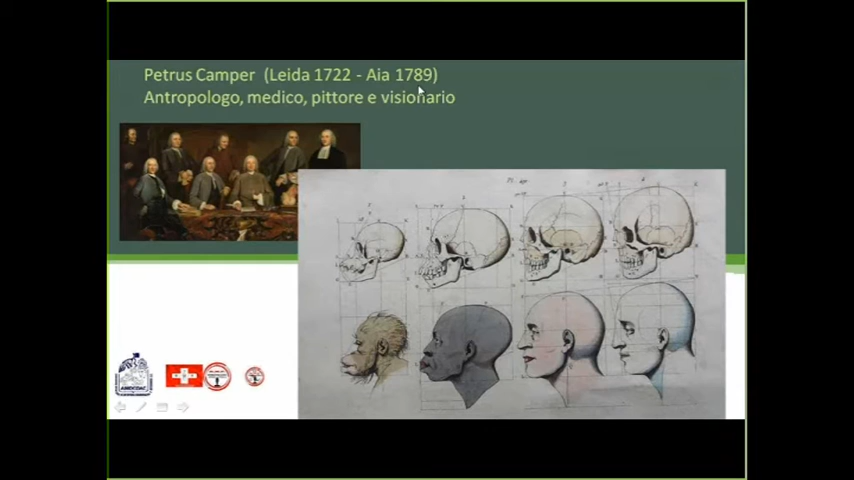 Petrus Camper (Leida 1722 - Aia 1789)
Antropologo, medico, pittore e visionario